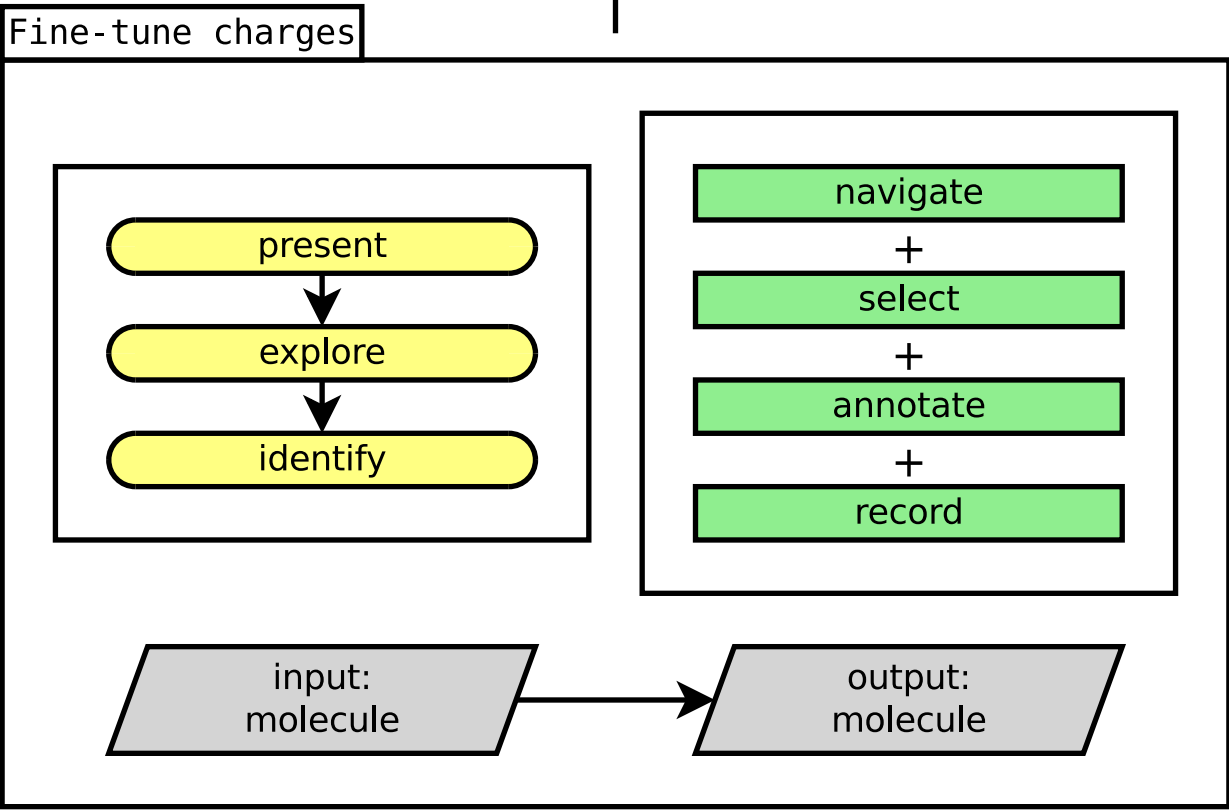 Fine-tune charges
present
explore
identify
navigate
+
select
+
annotate
+
record
input:
molecule
output:
molecule